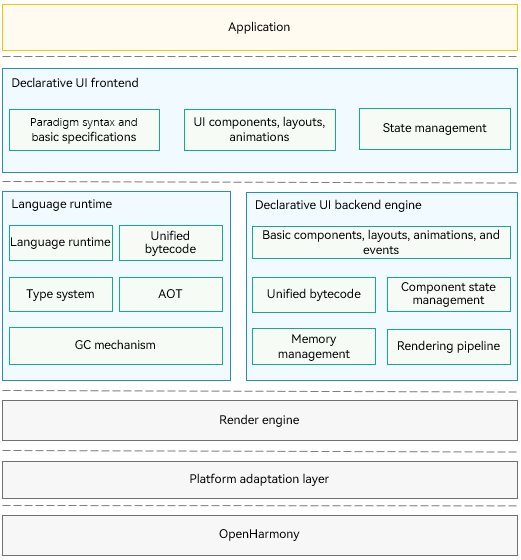 Application
Declarative UI frontend
Paradigm syntax and
basic specifications
UI components, layouts,
animations
State management
Language runtime
Language runtime
Unified
bytecode
Type system
AOT
GC mechanism
Declarative UI backend engine
Basic components, layouts, animations, and
events
Unified bytecode
Component state
management
Memory
management
Rendering pipeline
Render engine
Platform adaptation layer
OpenHarmony